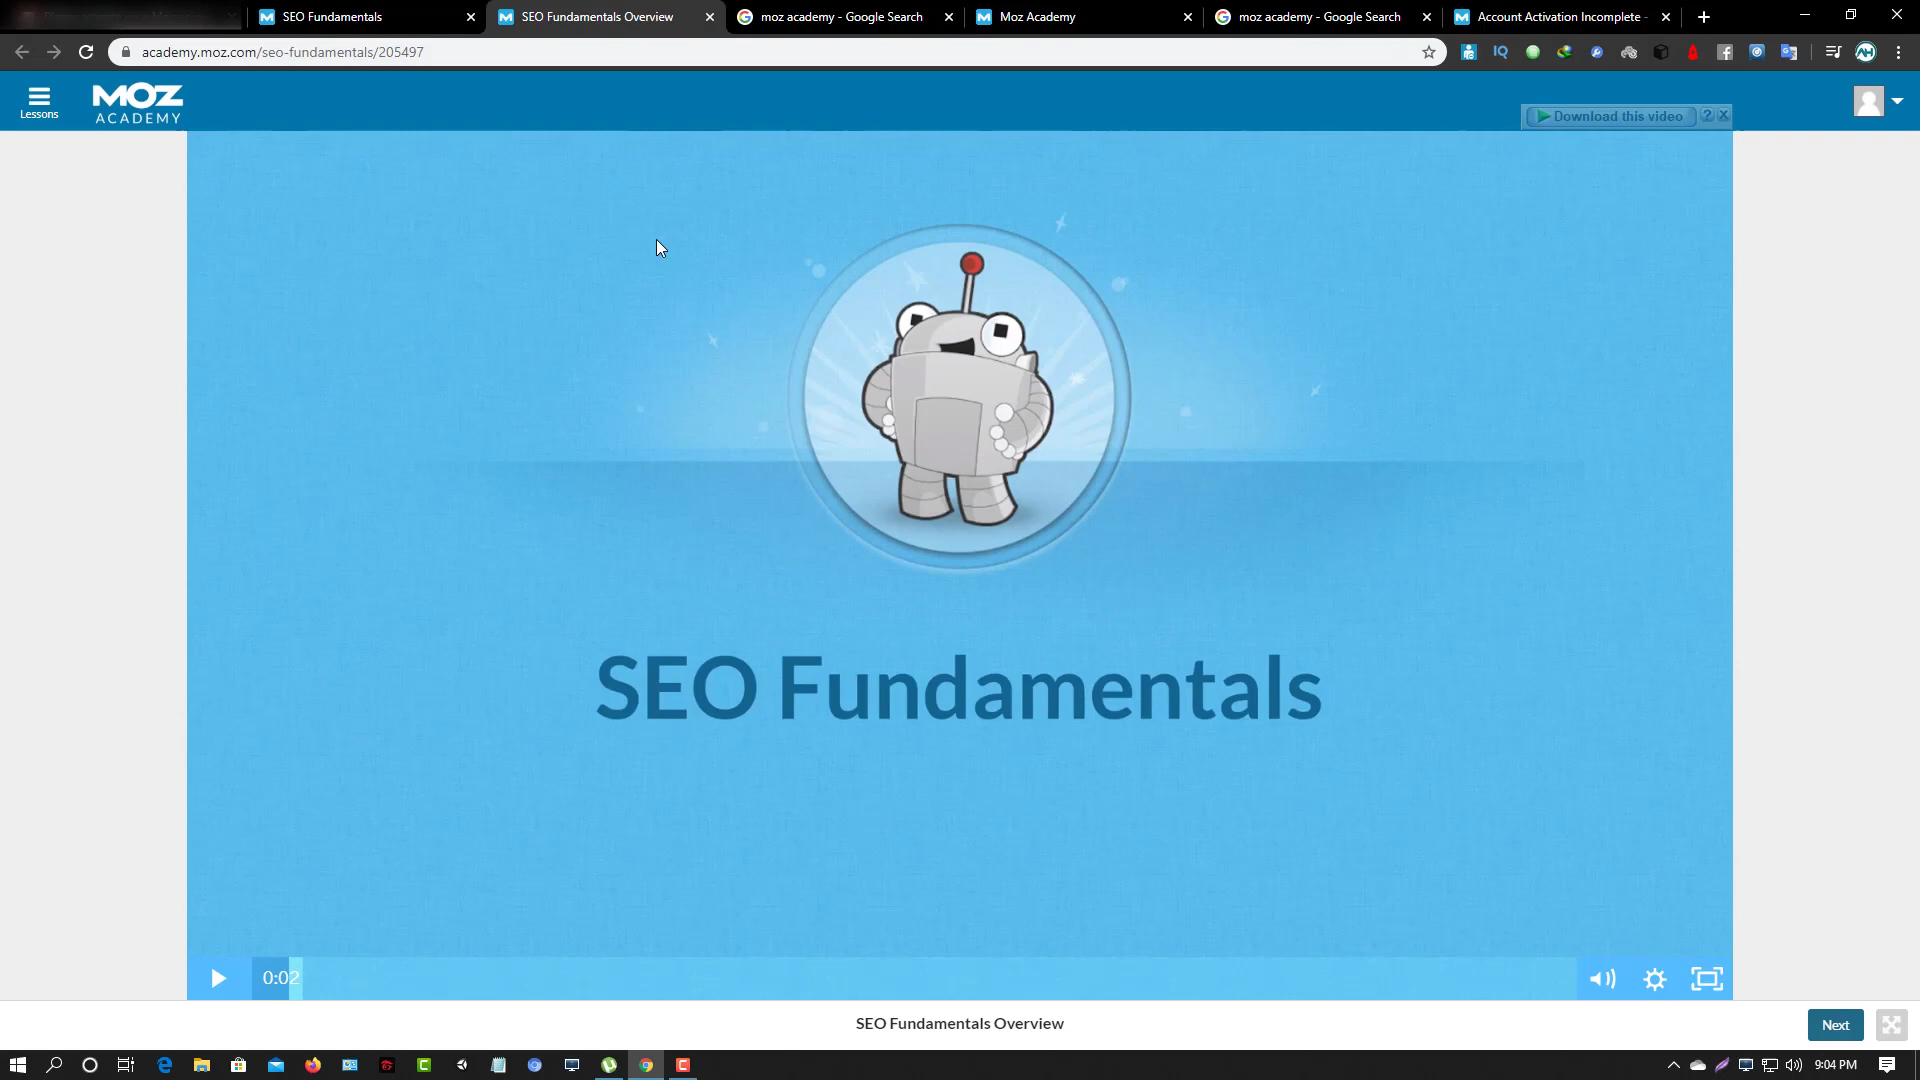 SEO Fundamentals
SEO Fundamentals Overview
moz academy - Google Search
Moz Academy
moz academy - Google Search
Account Activation Incomplete -
academy.moz.com/seo-fundamentals/205497
Lessons
MOZ
ACADEMY
Download this video
SEO Fundamentals
0:02
SEO Fundamentals Overview
Next
9:04 PM